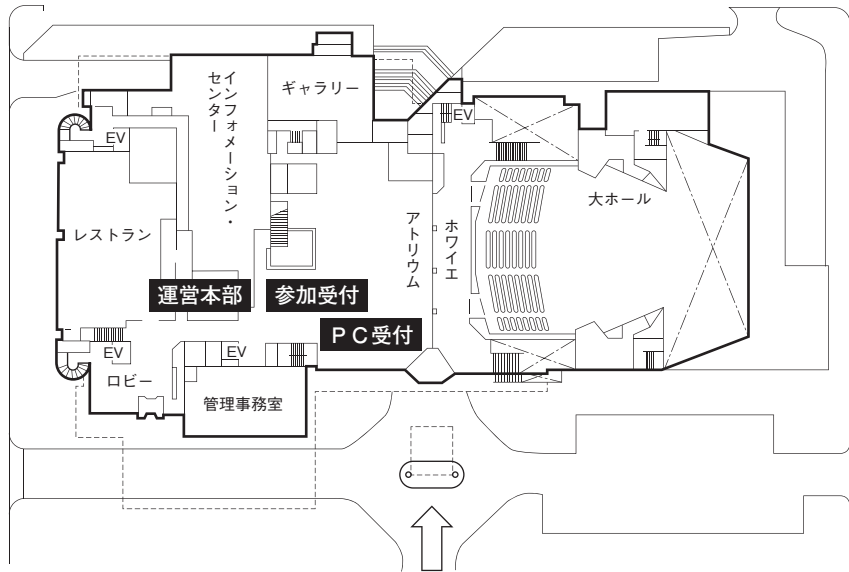 インフォメーション・
センター
ギャラリー
EV
EV
レストラン
アトリウム
ホワイエ
大ホール
運営本部
参加受付
ＰＣ受付
EV
EV
ロビー
管理事務室